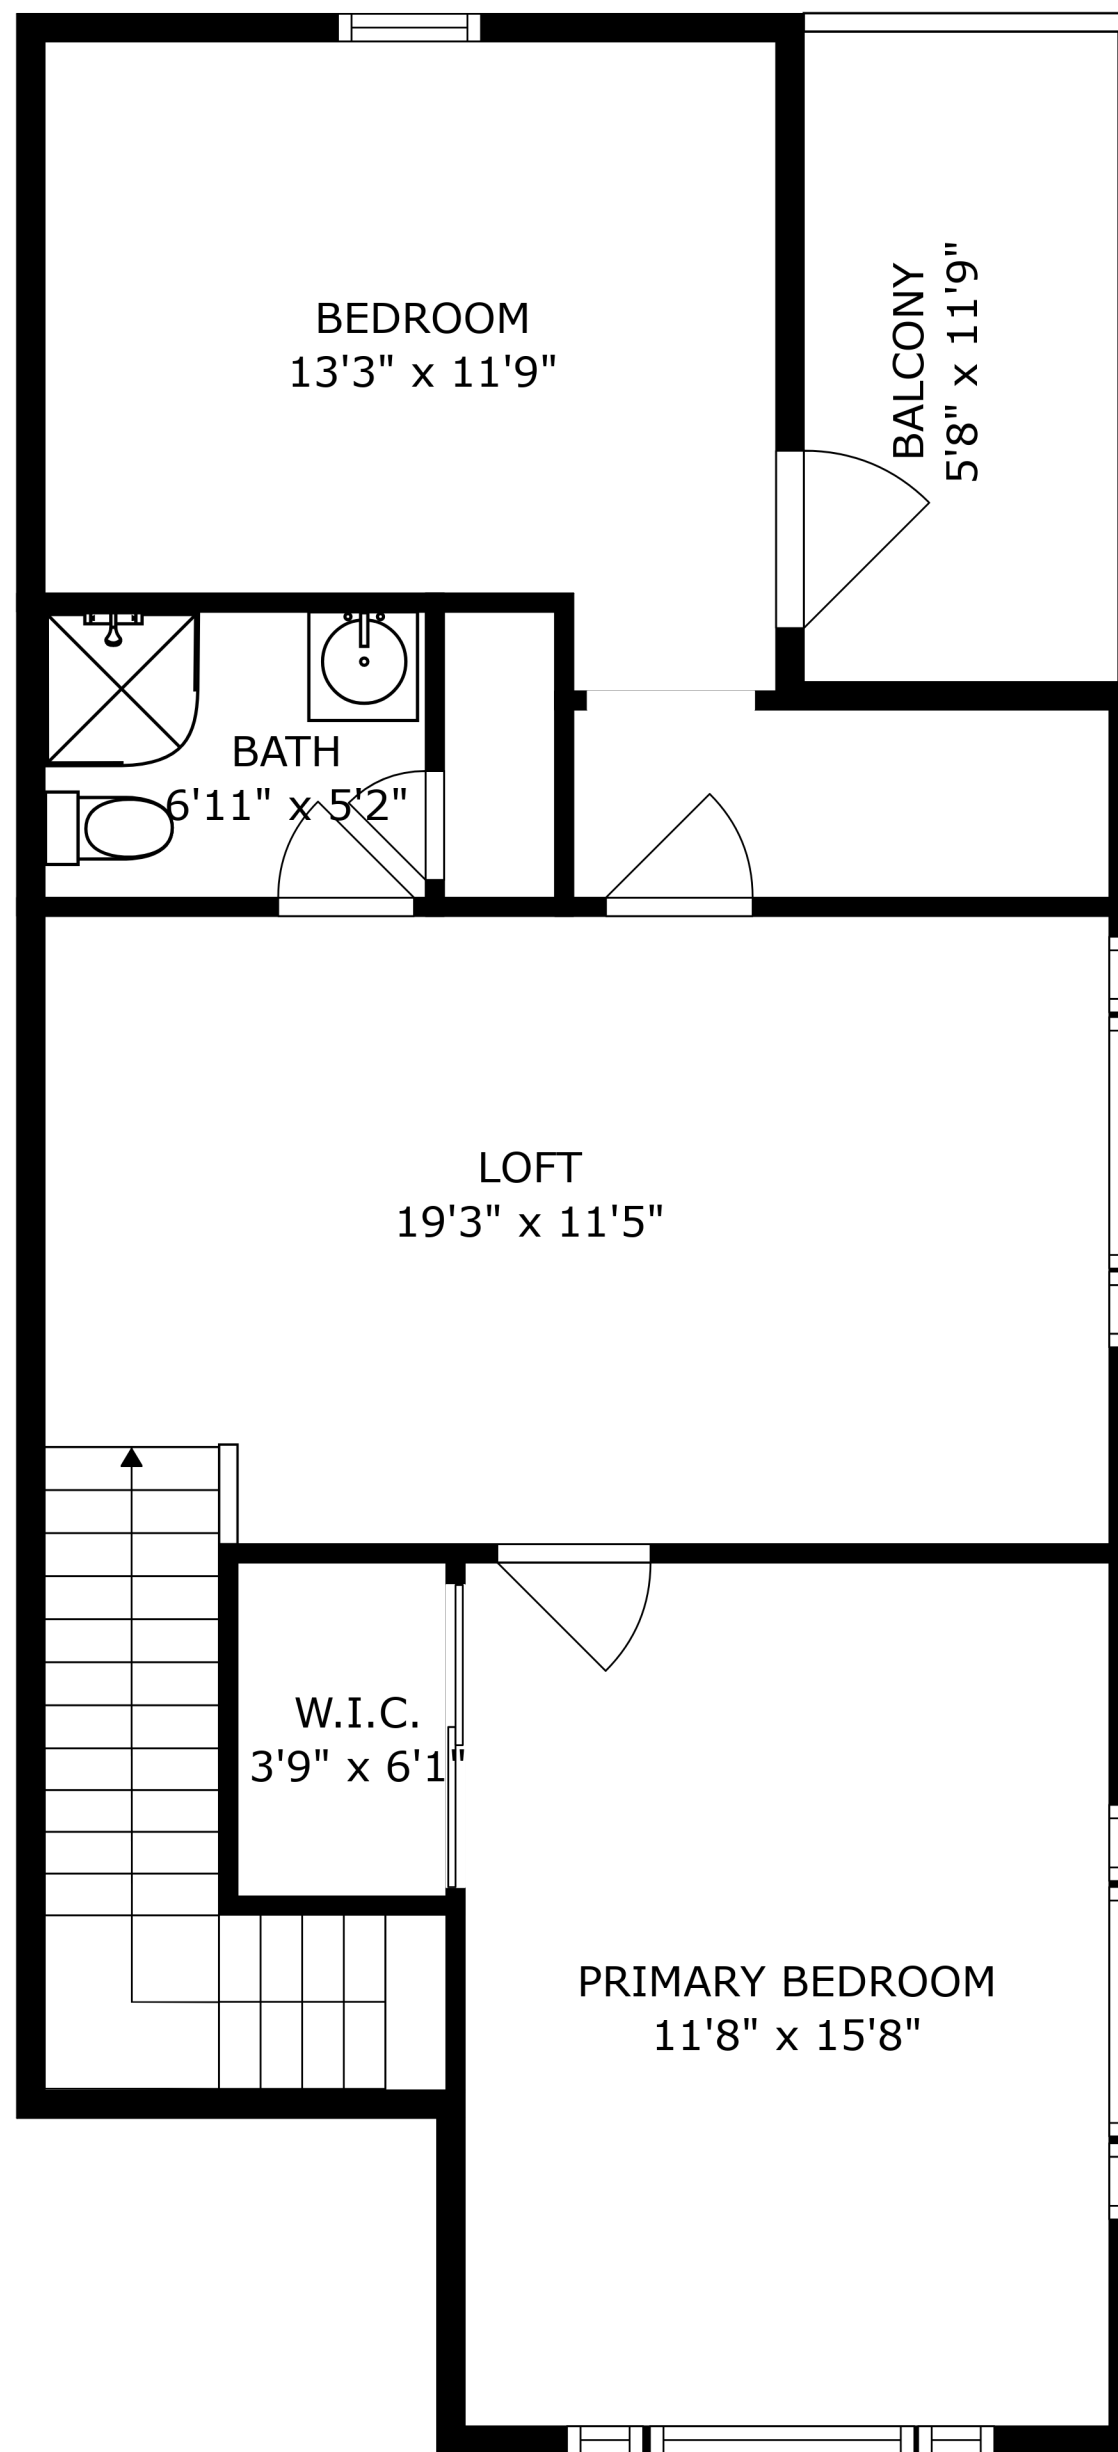 BEDROOM
13'3" x 11'9"
BALCONY
5'8" x 11'9"
BATH
6'11" x 5'2"
LOFT
19'3" x 11'5"
W.I.C.
3'9" x 6'1"
PRIMARY BEDROOM
11'8" x 15'8"